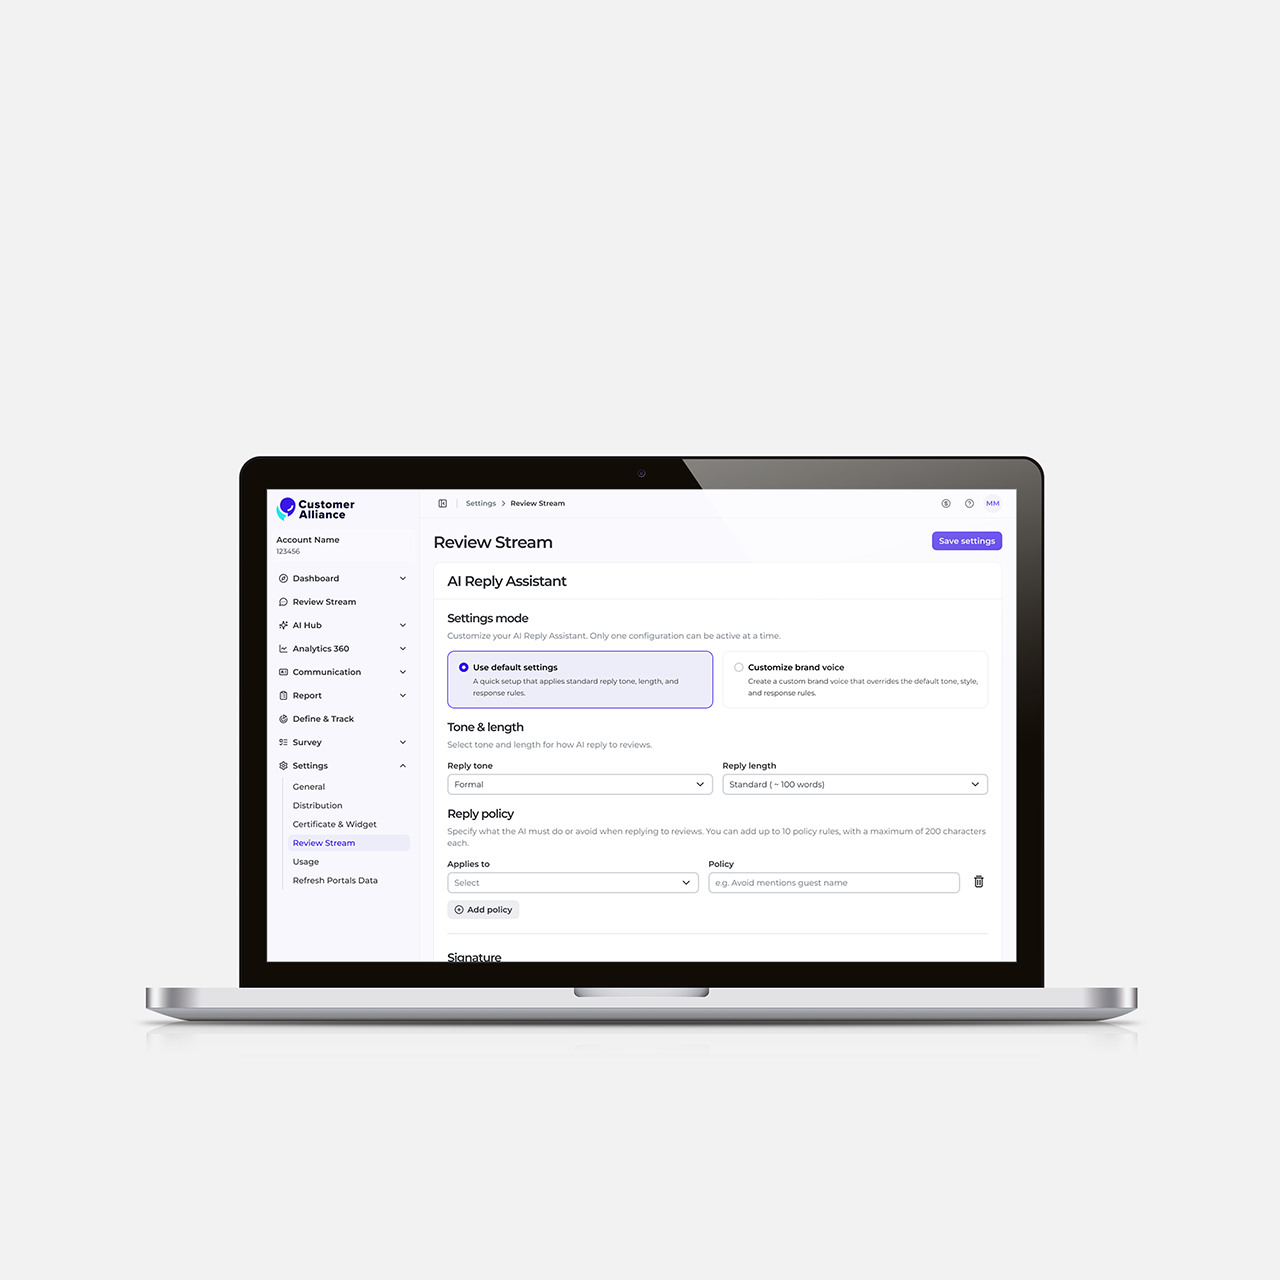 Customer
Alliance
Account Name
123456
Dashboard
Review Stream
AI Hub
Analytics 360
Communication
Report
Define & Track
Survey
Settings
General
Distribution
Certificate & Widget
Review Stream
Usage
Refresh Portals Data
Settings > Review Stream
MM
Review Stream
Save settings
AI Reply Assistant
Settings mode
Customize your AI Reply Assistant. Only one configuration can be active at a time.
Use default settings
A quick setup that applies standard reply tone, length, and
response rules.
Customize brand voice
Create a custom brand voice that overrides the default tone, style,
and response rules.
Tone & length
Select tone and length for how AI reply to reviews.
Reply tone
Formal
Reply length
Standard ( ~ 100 words)
Reply policy
Specify what the AI must do or avoid when replying to reviews. You can add up to 10 policy rules, with a maximum of 200 characters
each.
Applies to
Select
Policy
e.g. Avoid mentions guest name
Add policy
Signature